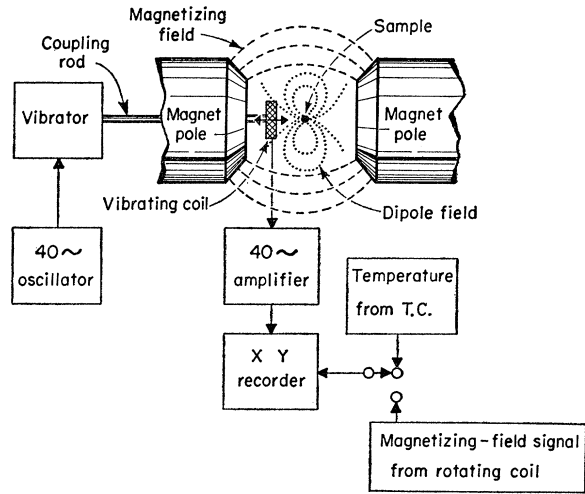 Magnetizing
field
Sample
Coupling
rod
Vibrator
Magnet
pole
Magnet
pole
Vibrating coil
Dipole field
40~
oscillator
40~
amplifier
Temperature
from T.C.
X Y
recorder
Magnetizing-field signal
from rotating coil